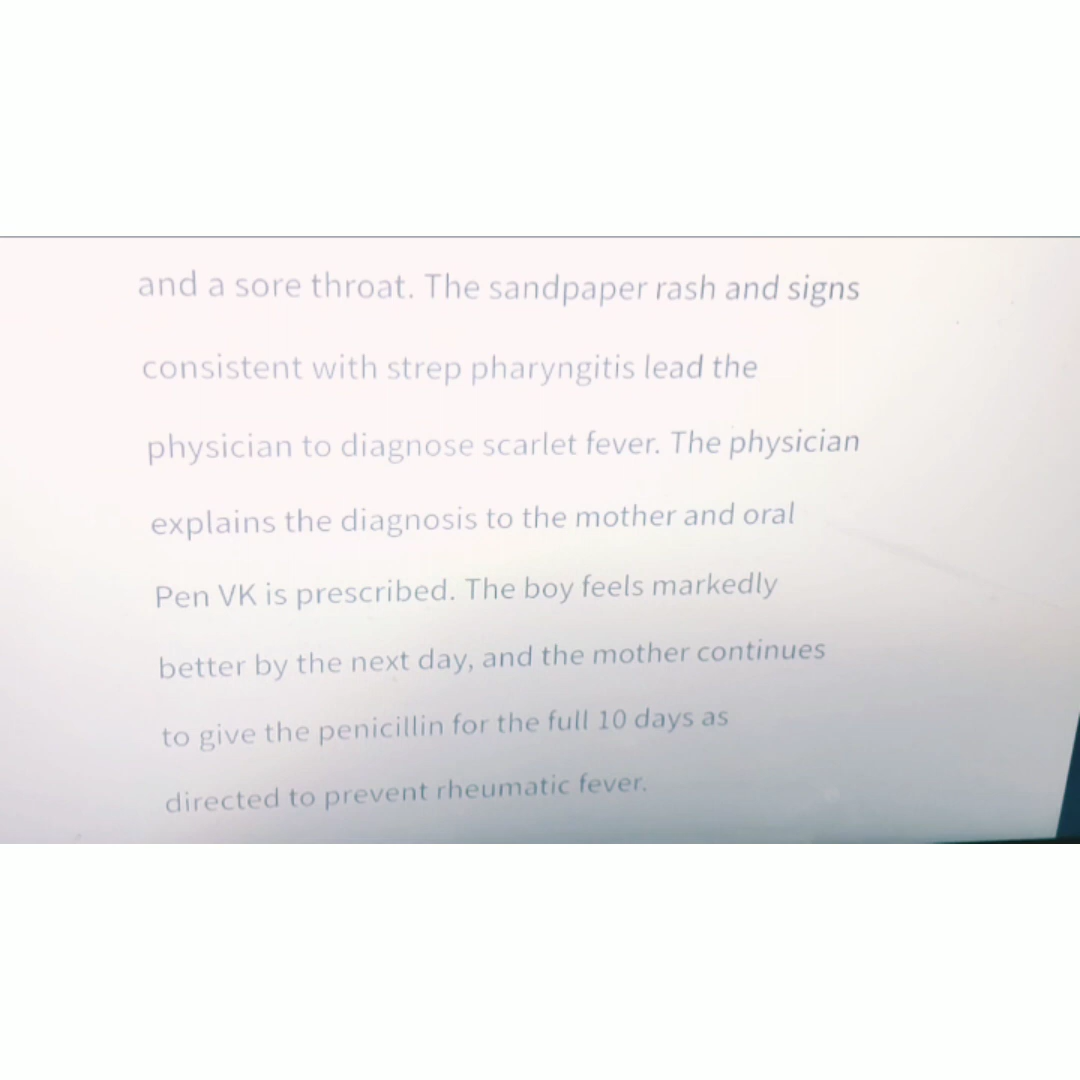 and a sore throat. The sandpaper rash and signs
consistent with strep pharyngitis lead the
physician to diagnose scarlet fever. The physician
explains the diagnosis to the mother and oral
Pen VK is prescribed. The boy feels markedly
better by the next day, and the mother continues
to give the penicillin for the full 10 days as
directed to prevent rheumatic fever.